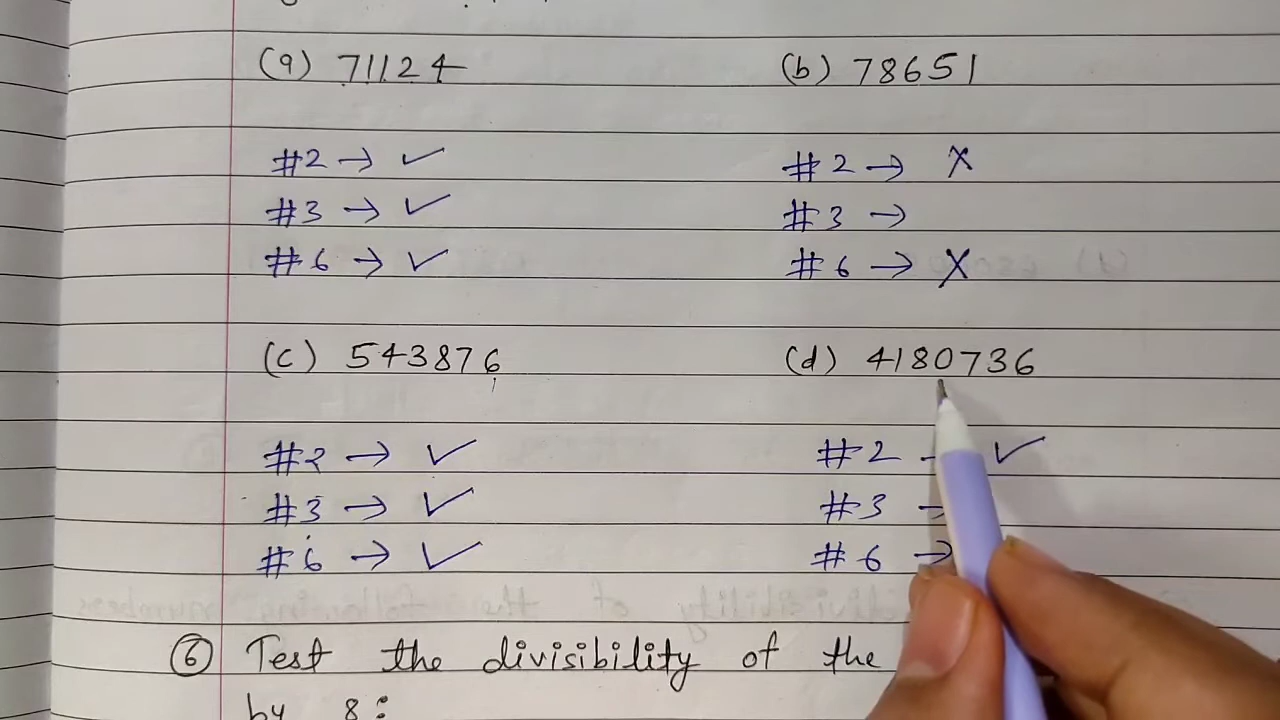 (a) 71124
(b) 78651
#2 → ✓
#3 → ✓
#6 → ✓
#2 → X
#3 →
#6 → X
(c) 543876
(d) 4180736
#2 → ✓
#3 → ✓
#6 → ✓
#2 → ✓
#3 →
#6 →
⑥ Test the divisibility of the
by 8: